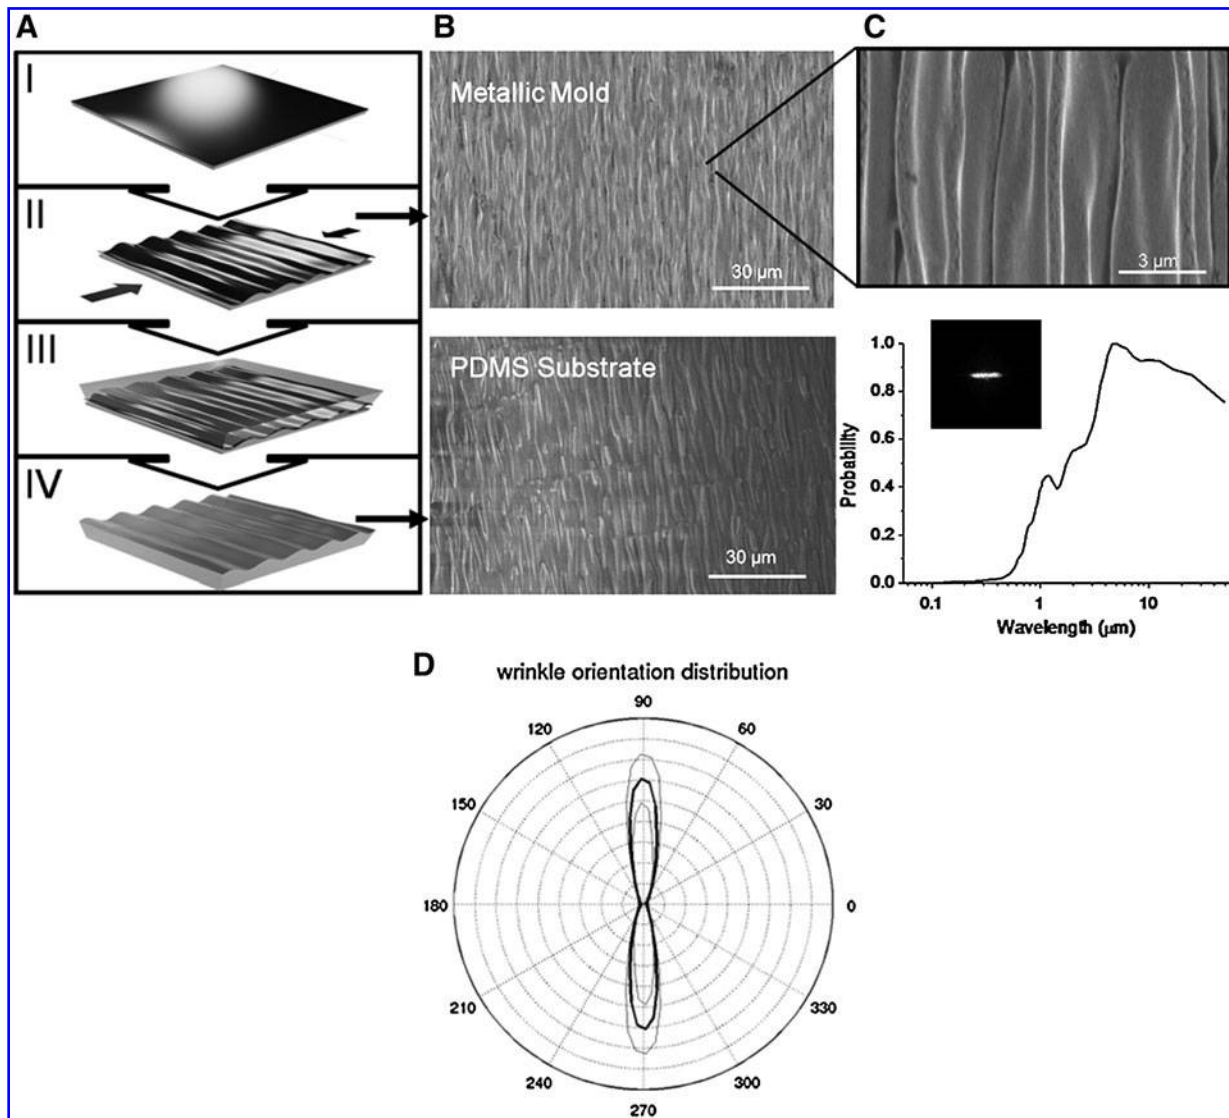 A
I
II
III
IV
B
Metallic Mold
30 µm
PDMS Substrate
30 µm
C
3 µm
1.0
0.8
0.6
0.4
0.2
0.0
Probability
0.1
1
10
Wavelength (µm)
D
wrinkle orientation distribution
90
120
60
150
30
180
0
210
330
240
300
270